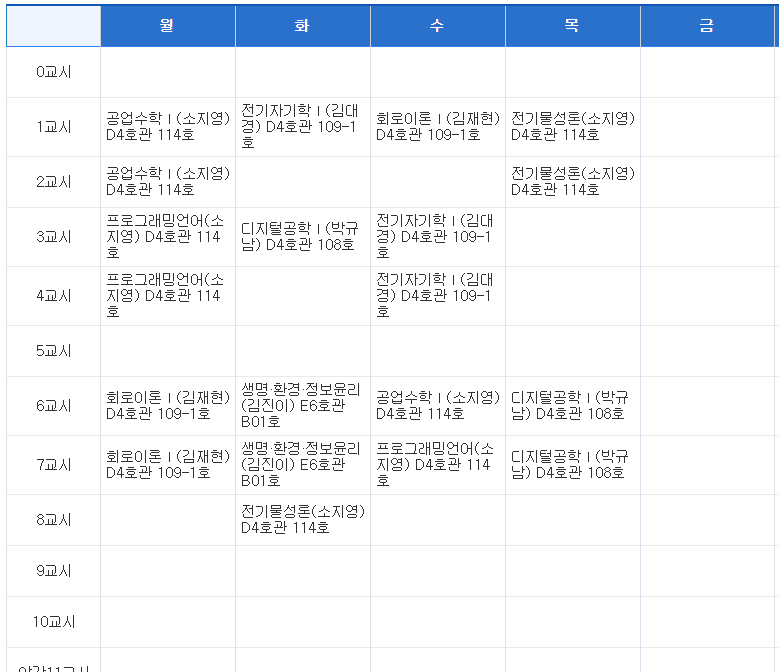 월 화 수 목 금
0교시
1교시
공업수학Ⅰ(소지영)
D4호관 114호
전기자기학Ⅰ(김대
경) D4호관 109-1
호
회로이론Ⅰ(김재현)
D4호관 109-1호
전기물성론(소지영)
D4호관 114호
2교시
공업수학Ⅰ(소지영)
D4호관 114호
전기물성론(소지영)
D4호관 114호
3교시
프로그래밍언어(소
지영) D4호관 114
호
디지털공학Ⅰ(박규
남) D4호관 108호
전기자기학Ⅰ(김대
경) D4호관 109-1
호
4교시
프로그래밍언어(소
지영) D4호관 114
호
전기자기학Ⅰ(김대
경) D4호관 109-1
호
5교시
6교시
회로이론Ⅰ(김재현)
D4호관 109-1호
생명·환경·정보윤리
(김진이) E6호관
B01호
공업수학Ⅰ(소지영)
D4호관 114호
디지털공학Ⅰ(박규
남) D4호관 108호
7교시
회로이론Ⅰ(김재현)
D4호관 109-1호
생명·환경·정보윤리
(김진이) E6호관
B01호
프로그래밍언어(소
지영) D4호관 114
호
디지털공학Ⅰ(박규
남) D4호관 108호
8교시
전기물성론(소지영)
D4호관 114호
9교시
10교시